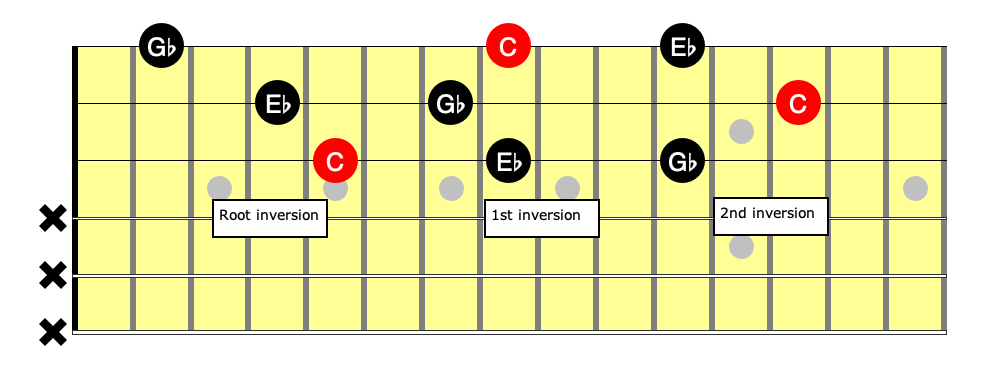 G♭ C E♭
E♭ G♭ C
C E♭ G♭
Root inversion 1st inversion 2nd inversion